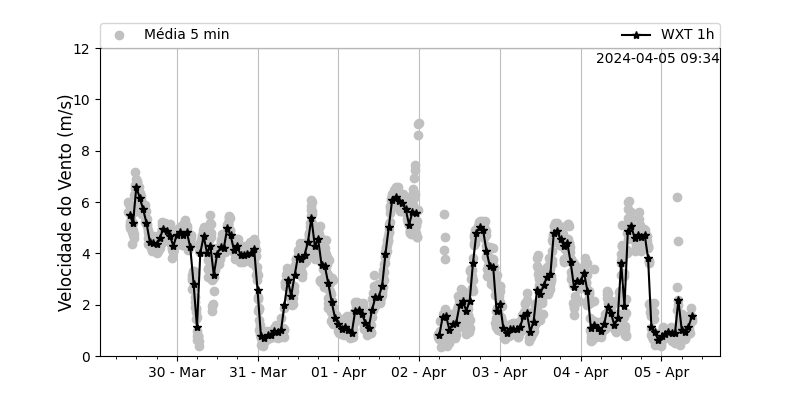 Média 5 min
WXT 1h
2024-04-05 09:34
Velocidade do Vento (m/s)
12
10
8
6
4
2
0
30 - Mar
31 - Mar
01 - Apr
02 - Apr
03 - Apr
04 - Apr
05 - Apr